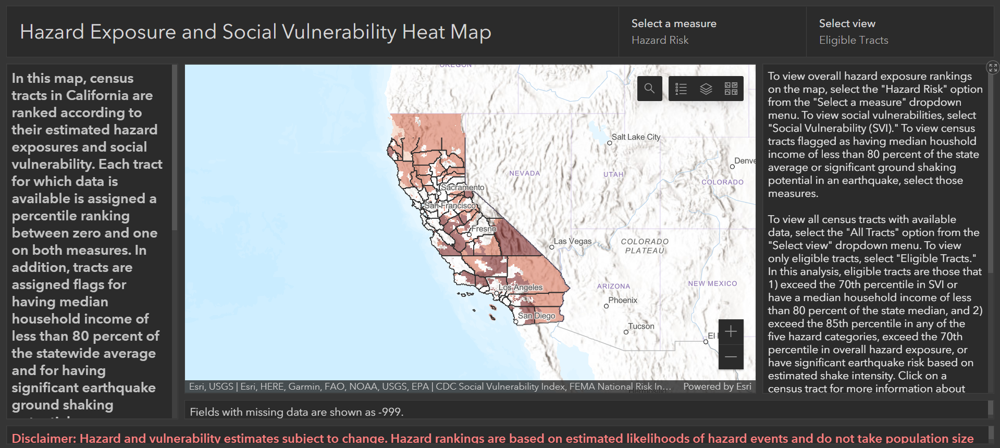 Hazard Exposure and Social Vulnerability Heat Map
Select a measure
Hazard Risk
Select view
Eligible Tracts
In this map, census
tracts in California are
ranked according to
their estimated hazard
exposures and social
vulnerability. Each tract
for which data is
available is assigned a
percentile ranking
between zero and one
on both measures. In
addition, tracts are
assigned flags for
having median
household income of
less than 80 percent of
the statewide average
and for having
significant earthquake
ground shaking
OREGON
Salt Lake City
Denve
NEVADA
UTAH
COLORADO
Sacramento
San Francisco
Fresno
Las Vegas
COLORADO
PLATEAU
Los Angeles
ARIZONA
NEW MEXICO
Phoenix
San Diego
Tucson
El
Esri, USGS | Esri, HERE, Garmin, FAO, NOAA, USGS, EPA | CDC Social Vulnerability Index, FEMA National Risk In...
Powered by Esri
To view overall hazard exposure rankings
on the map, select the "Hazard Risk" option
from the "Select a measure" dropdown
menu. To view social vulnerabilities, select
"Social Vulnerability (SVI)." To view census
tracts flagged as having median houshold
income of less than 80 percent of the state
average or significant ground shaking
potential in an earthquake, select those
measures.
To view all census tracts with available
data, select the "All Tracts" option from the
"Select view" dropdown menu. To view
only eligible tracts, select "Eligible Tracts."
In this analysis, eligible tracts are those that
1) exceed the 70th percentile in SVI or
have a median household income of less
than 80 percent of the state median, and 2)
exceed the 85th percentile in any of the
five hazard categories, exceed the 70th
percentile in overall hazard exposure, or
have significant earthquake risk based on
estimated shake intensity. Click on a
census tract for more information about
Fields with missing data are shown as -999.
Disclaimer: Hazard and vulnerability estimates subject to change. Hazard rankings are based on estimated likelihoods of hazard events and do not take population size